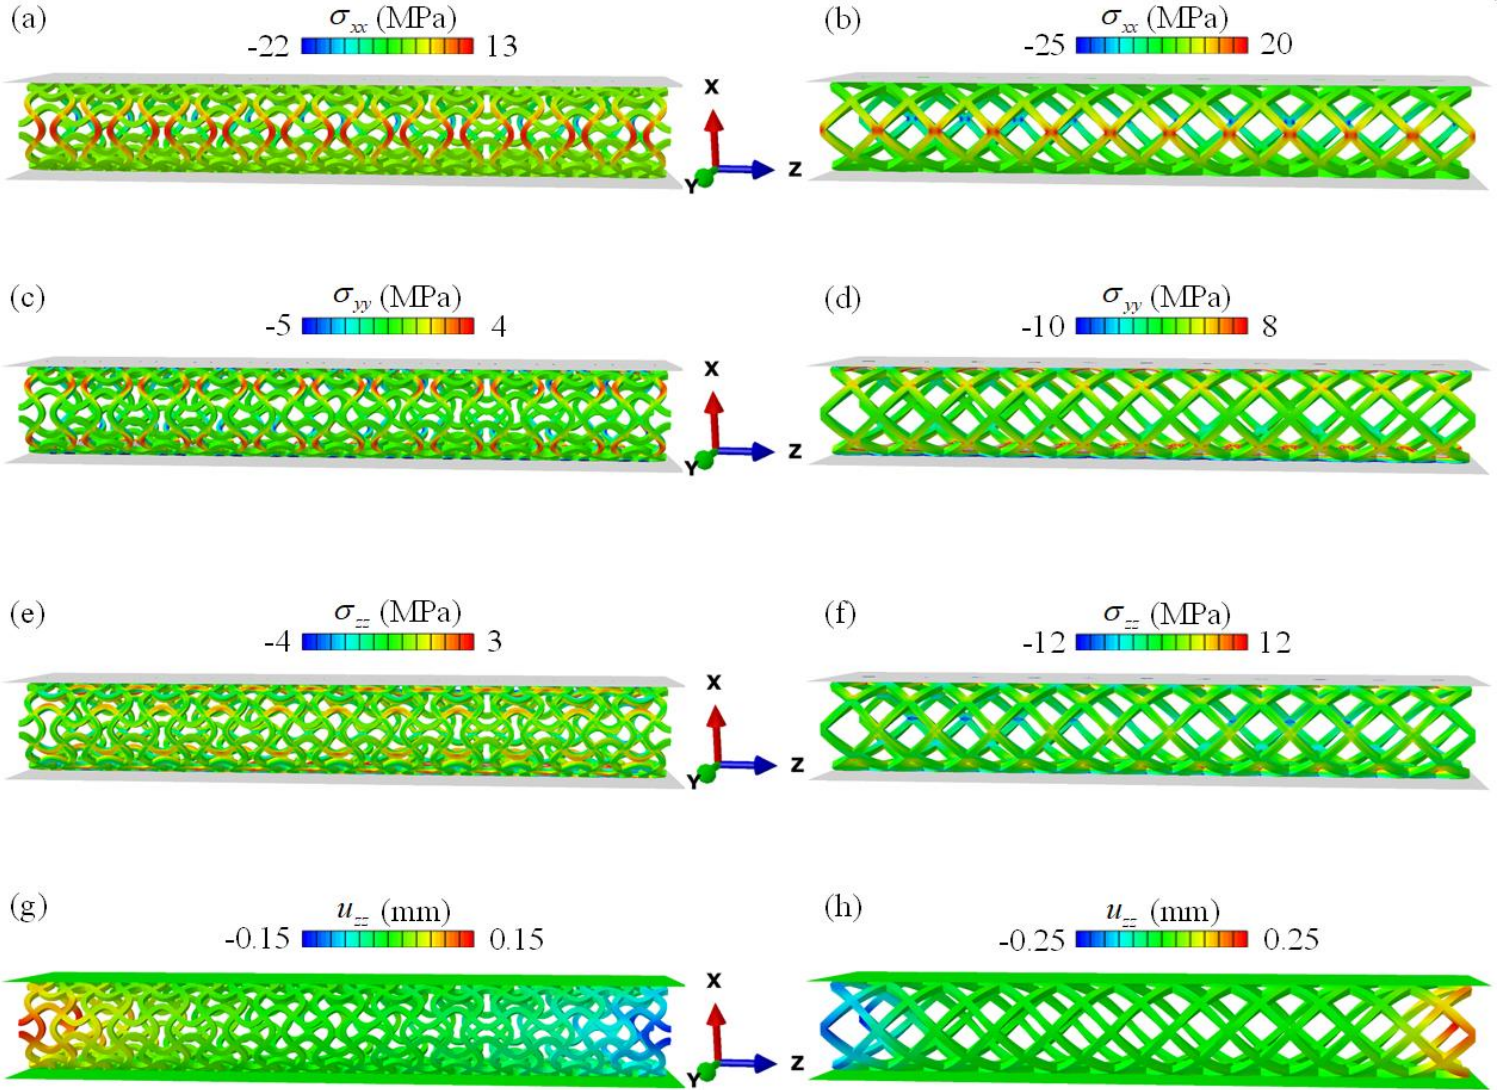 (a) σxx (MPa)
-22 13
(b) σxx (MPa)
-25 20
X
Y Z
(c) σyy (MPa)
-5 4
(d) σyy (MPa)
-10 8
X
Y Z
(e) σzz (MPa)
-4 3
(f) σzz (MPa)
-12 12
X
Y Z
(g) uzz (mm)
-0.15 0.15
(h) uzz (mm)
-0.25 0.25
X
Y Z